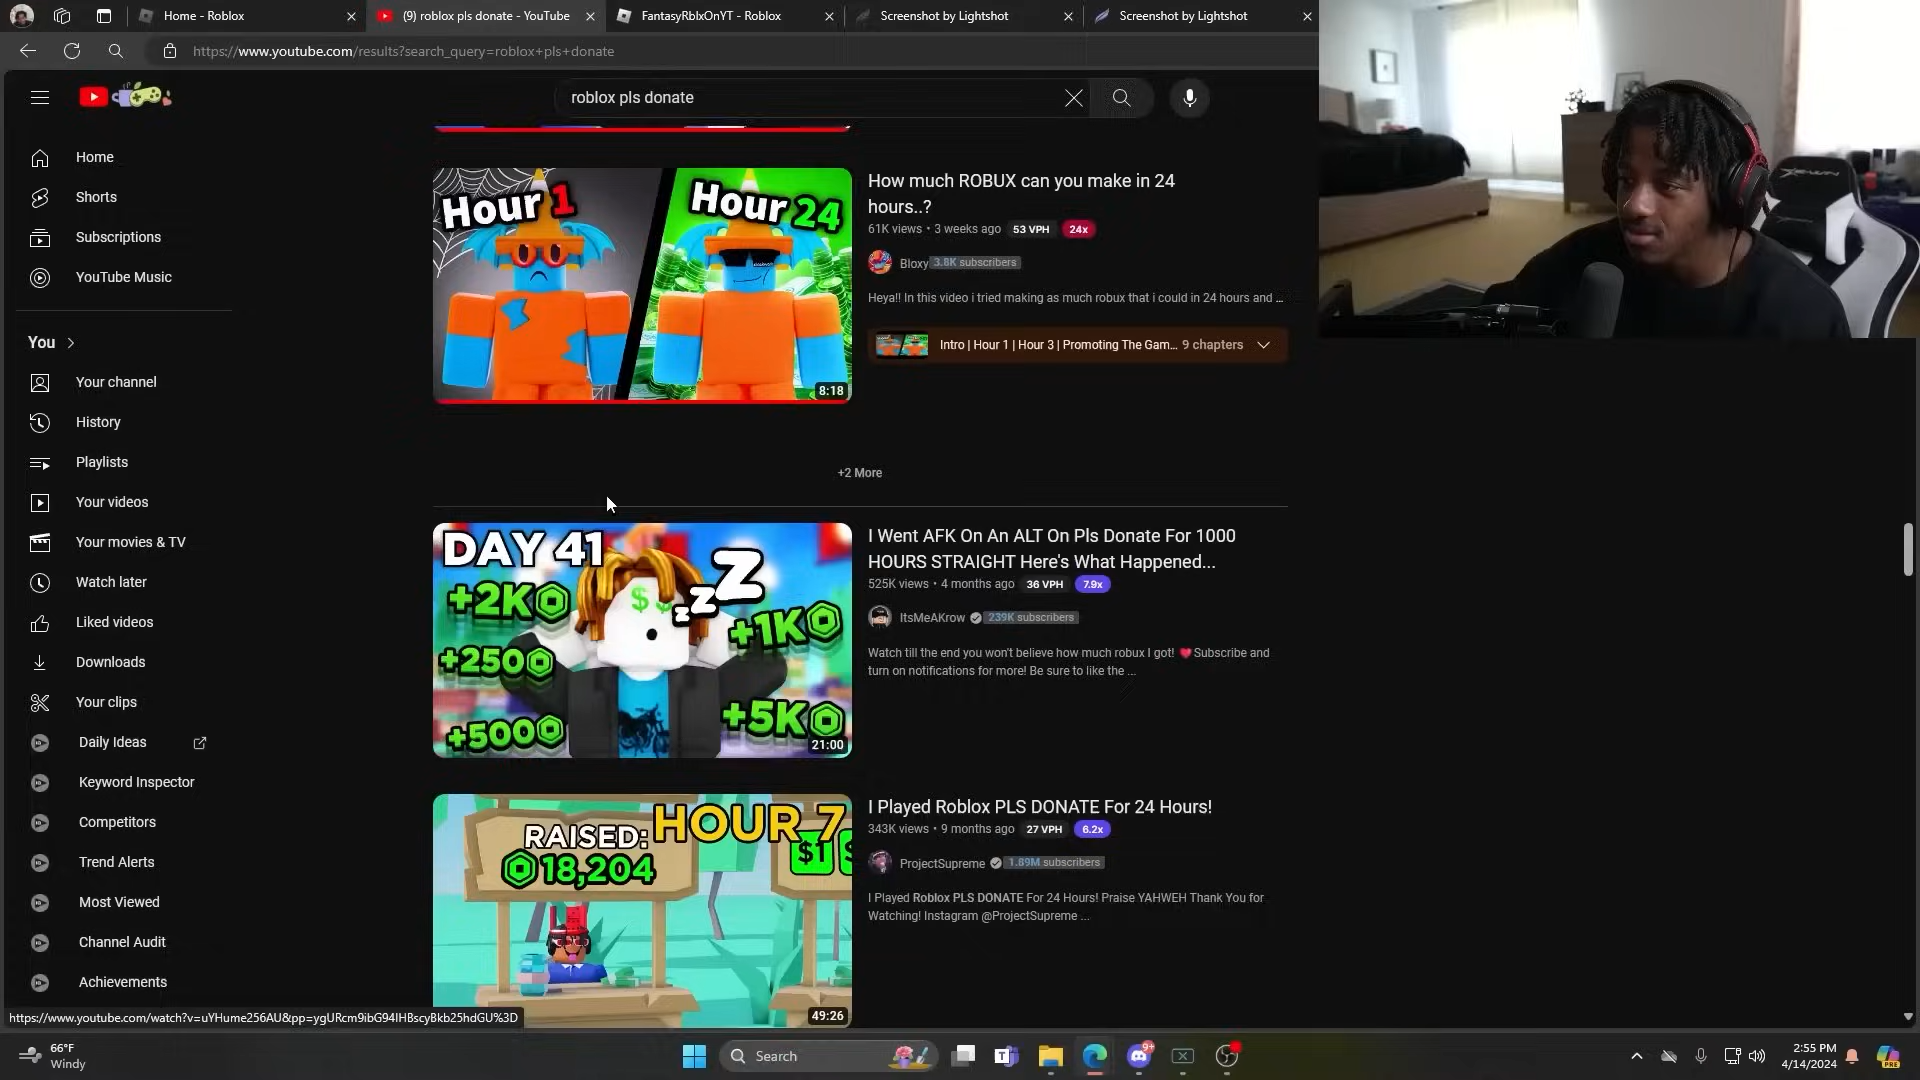 Home - Roblox
(9) roblox pls donate - YouTube
FantasyRblxOnYT - Roblox
Screenshot by Lightshot
Screenshot by Lightshot
https://www.youtube.com/results?search_query=roblox+pls+donate
roblox pls donate
Home
Shorts
Subscriptions
YouTube Music
You
Your channel
History
Playlists
Your videos
Your movies & TV
Watch later
Liked videos
Downloads
Your clips
Daily Ideas
Keyword Inspector
Competitors
Trend Alerts
Most Viewed
Channel Audit
Achievements
Hour 1
Hour 24
8:18
How much ROBUX can you make in 24
hours..?
61K views • 3 weeks ago 53 VPH 24x
Bloxy 3.8K subscribers
Heya!! In this video i tried making as much robux that i could in 24 hours and ...
Intro | Hour 1 | Hour 3 | Promoting The Gam... 9 chapters
+2 More
DAY 41
+2K
+250
+500
zzZ
+1K
+5K
21:00
I Went AFK On An ALT On Pls Donate For 1000
HOURS STRAIGHT Here's What Happened...
525K views • 4 months ago 36 VPH 7.9x
ItsMeAKrow 239K subscribers
Watch till the end you won't believe how much robux I got! ❤️Subscribe and
turn on notifications for more! Be sure to like the ...
RAISED:
18,204
HOUR 7
$1
49:26
I Played Roblox PLS DONATE For 24 Hours!
343K views • 9 months ago 27 VPH 6.2x
ProjectSupreme 1.89M subscribers
I Played Roblox PLS DONATE For 24 Hours! Praise YAHWEH Thank You for
Watching! Instagram @ProjectSupreme ...
https://www.youtube.com/watch?v=uYHume256AU&pp=ygURcm9ibG94IHBscyBkb25hdGU%3D
66°F
Windy
Search
9+
2:55 PM
4/14/2024
PRE